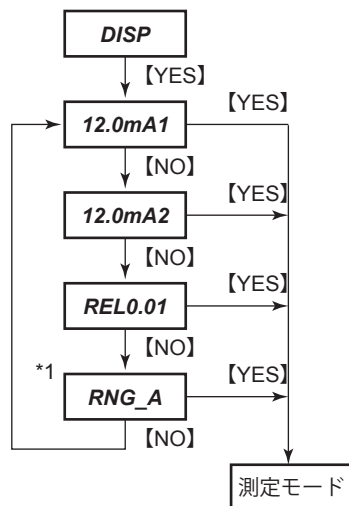 DISP
【YES】
【YES】
12.0mA1
【NO】
【YES】
12.0mA2
【NO】
【YES】
REL0.01
【NO】
*1
【YES】
RNG_A
【NO】
測定モード